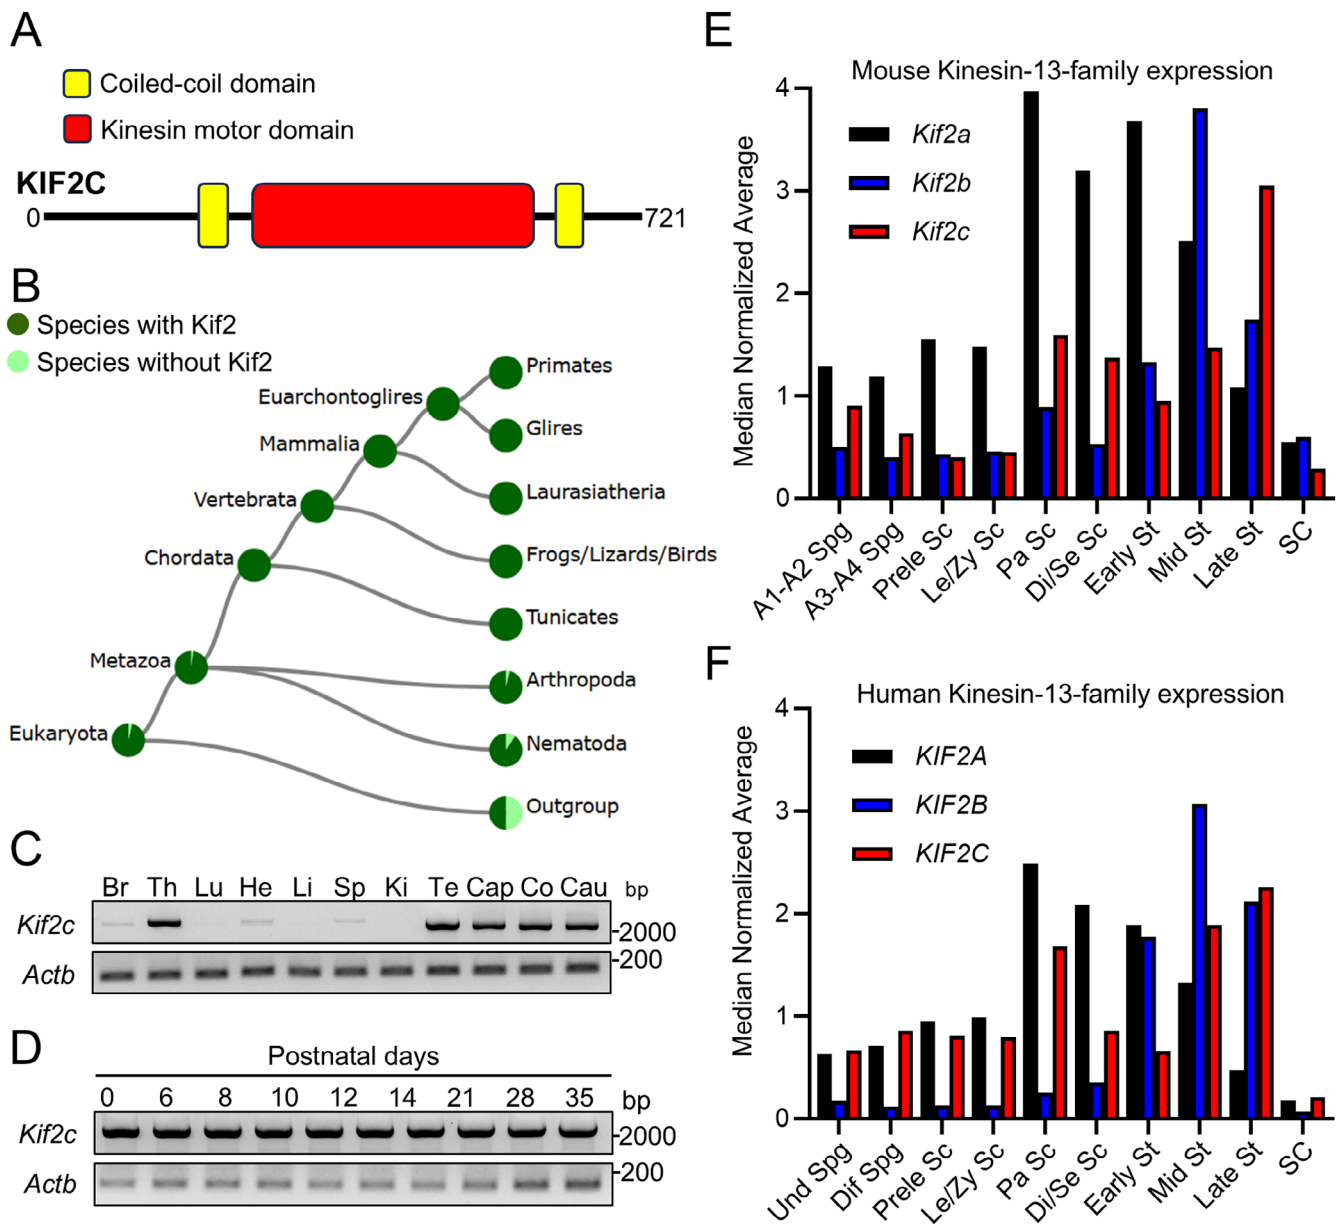 A
Coiled-coil domain
Kinesin motor domain
KIF2C
0
721
B
Species with Kif2
Species without Kif2
Primates
Euarchontoglires
Glires
Mammalia
Laurasiatheria
Vertebrata
Frogs/Lizards/Birds
Chordata
Tunicates
Metazoa
Arthropoda
Eukaryota
Nematoda
Outgroup
C
Br Th Lu He Li Sp Ki Te Cap Co Cau bp
Kif2c
-2000
Actb
-200
D
Postnatal days
0 6 8 10 12 14 21 28 35 bp
Kif2c
-2000
Actb
-200
E
Mouse Kinesin-13-family expression
Median Normalized Average
4
3
2
1
0
Kif2a
Kif2b
Kif2c
A1-A2 Spg
A3-A4 Spg
Prele Sc
Le/Zy Sc
Pa Sc
Di/Se Sc
Early St
Mid St
Late St
SC
F
Human Kinesin-13-family expression
Median Normalized Average
4
3
2
1
0
KIF2A
KIF2B
KIF2C
Und Spg
Dif Spg
Prele Sc
Le/Zy Sc
Pa Sc
Di/Se Sc
Early St
Mid St
Late St
SC